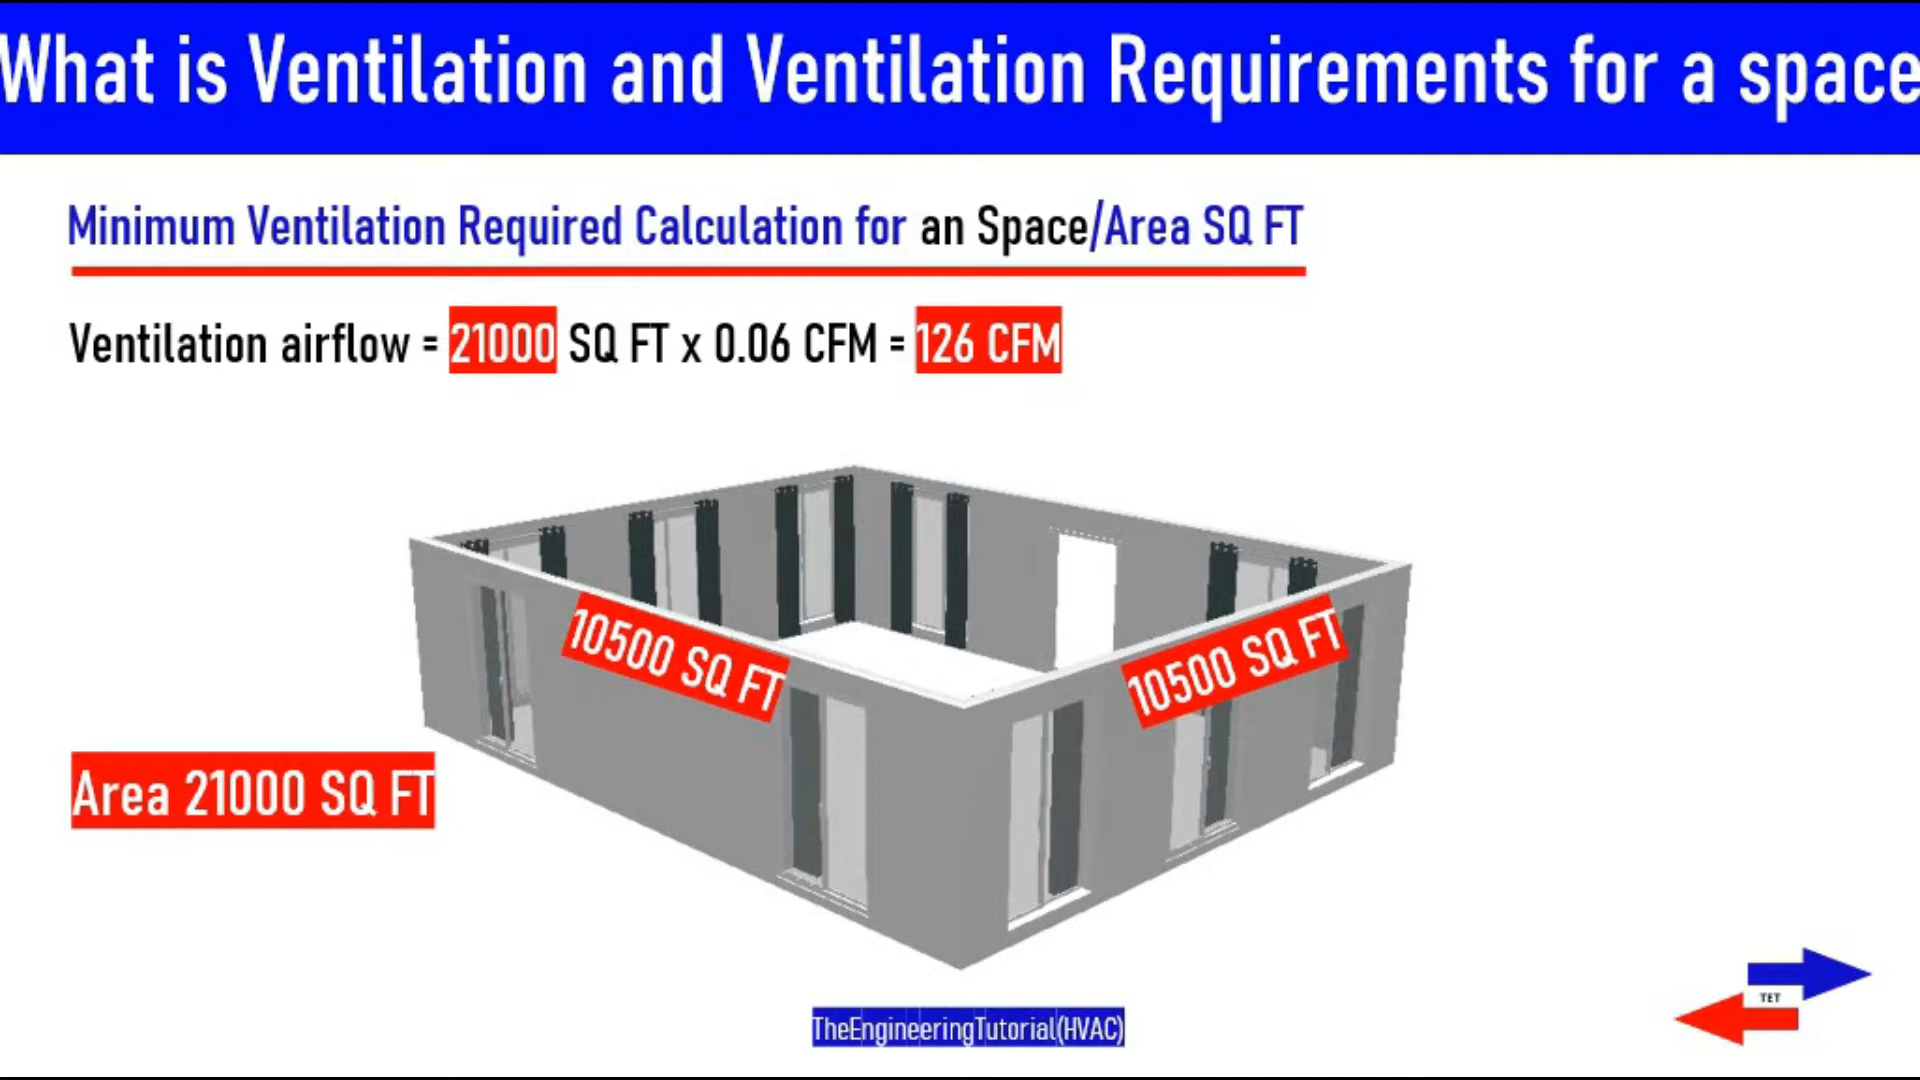 What is Ventilation and Ventilation Requirements for a space
Minimum Ventilation Required Calculation for an Space/Area SQ FT
Ventilation airflow = 21000 SQ FT x 0.06 CFM = 126 CFM
10500 SQ FT
10500 SQ FT
Area 21000 SQ FT
TET
TheEngineeringTutorial(HVAC)